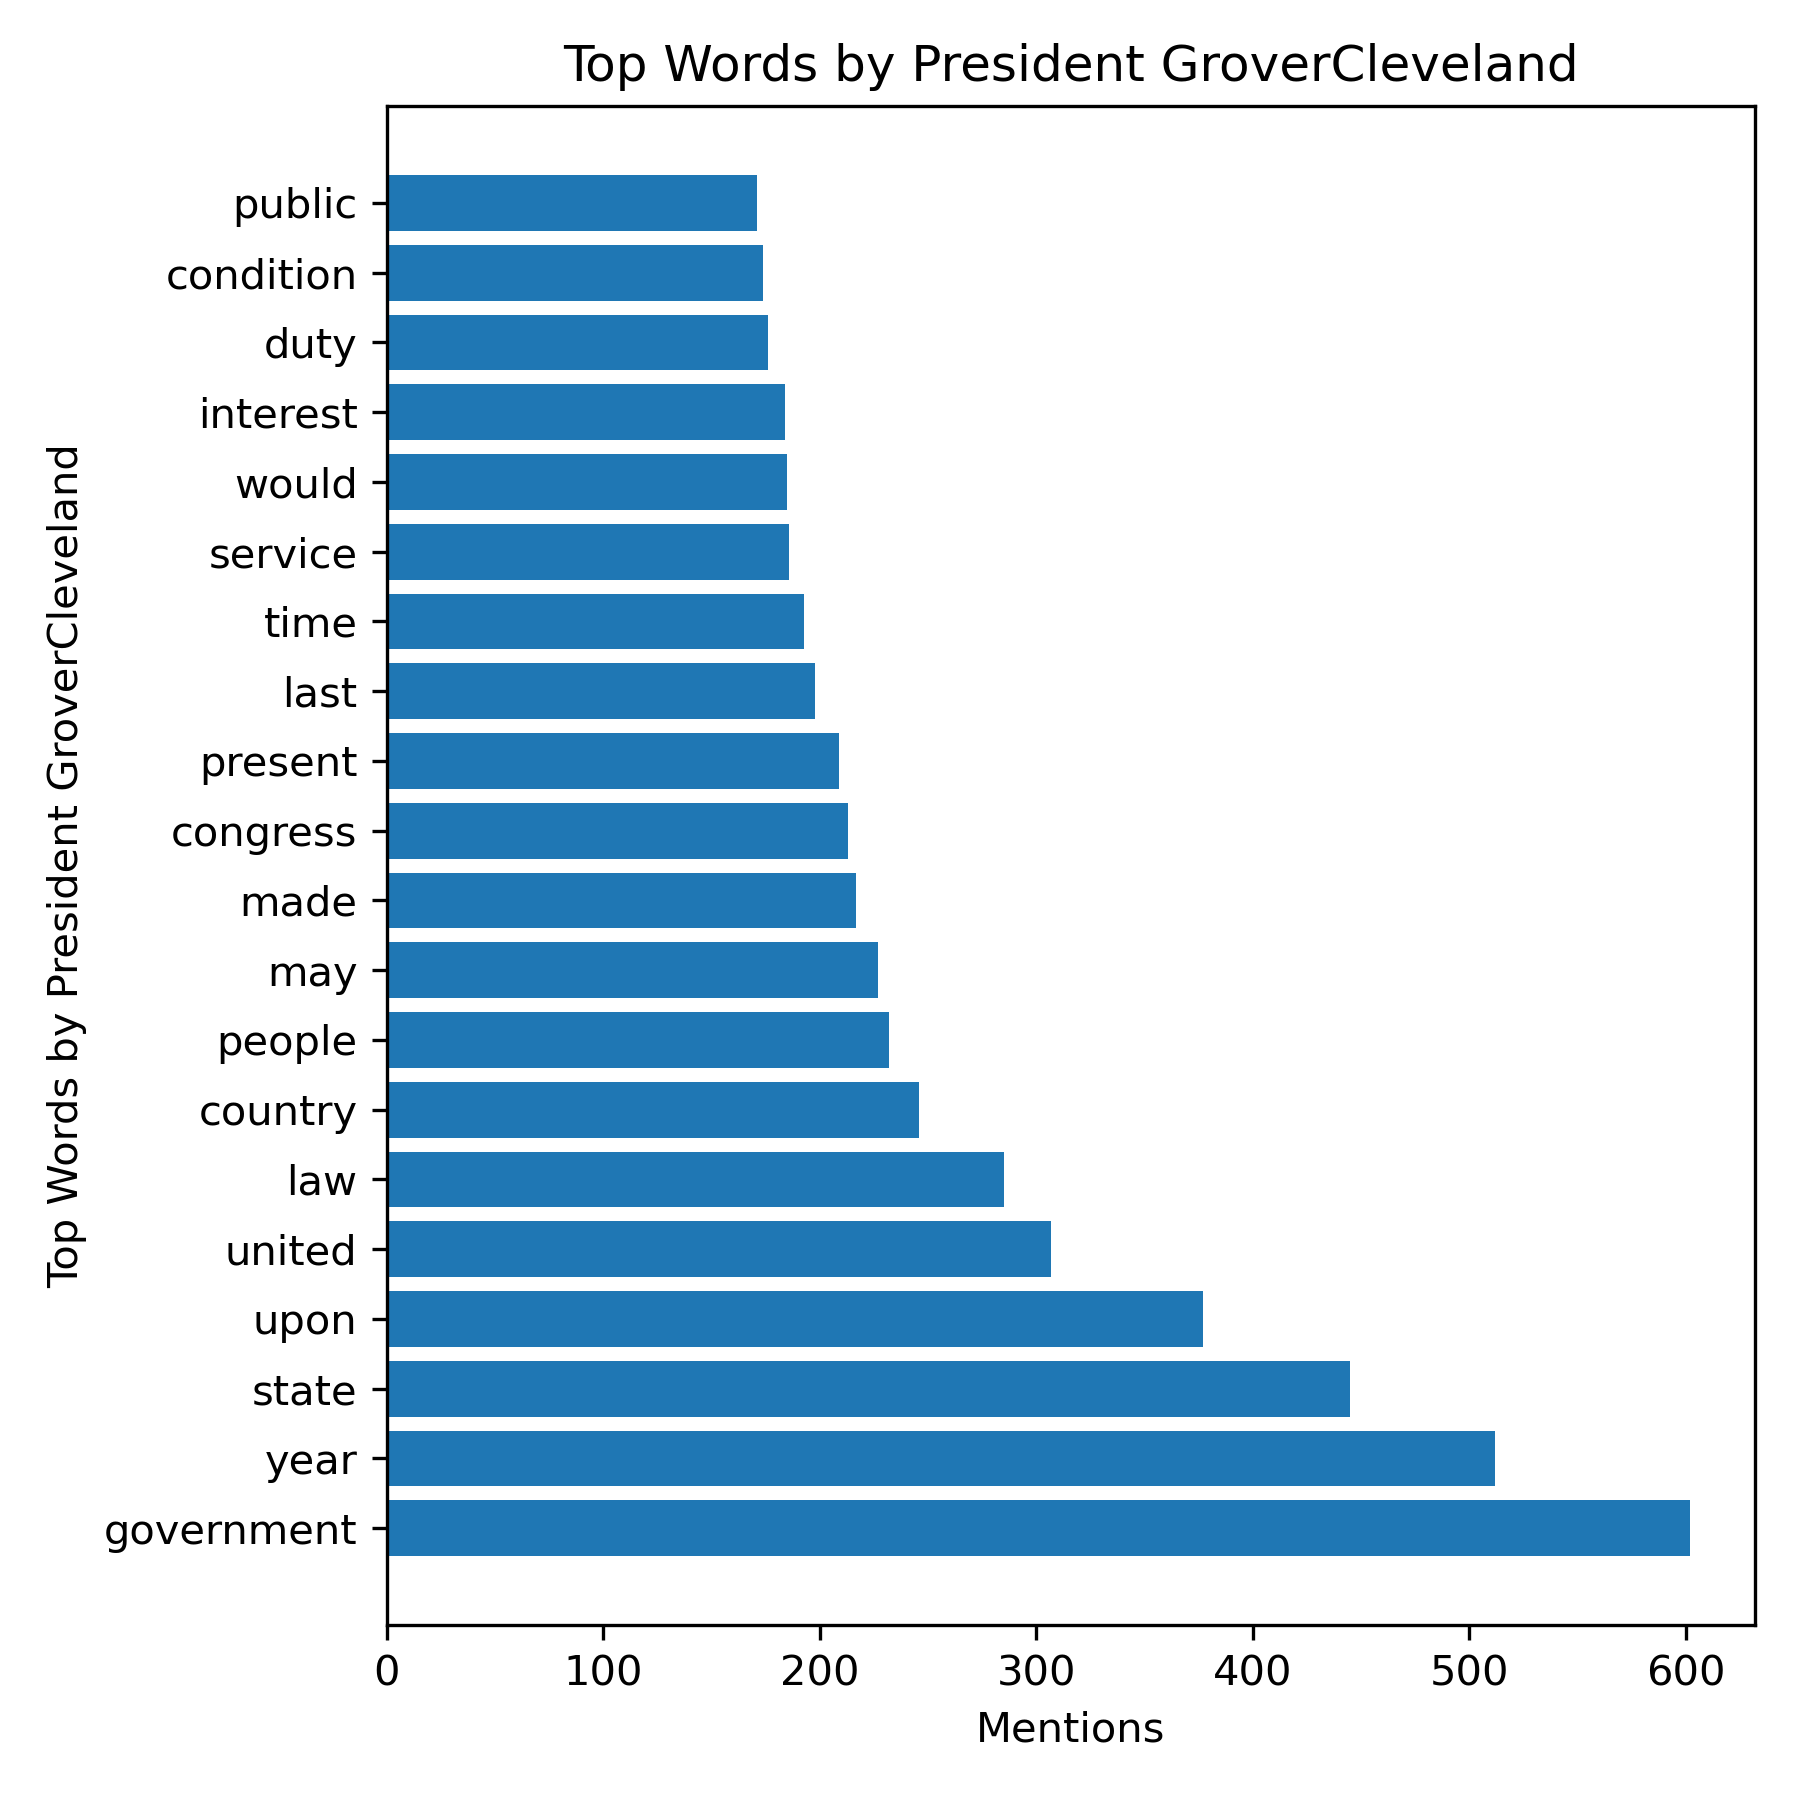 Top Words by President GroverCleveland
Top Words by President GroverCleveland
public
condition
duty
interest
would
service
time
last
present
congress
made
may
people
country
law
united
upon
state
year
government
0 100 200 300 400 500 600
Mentions